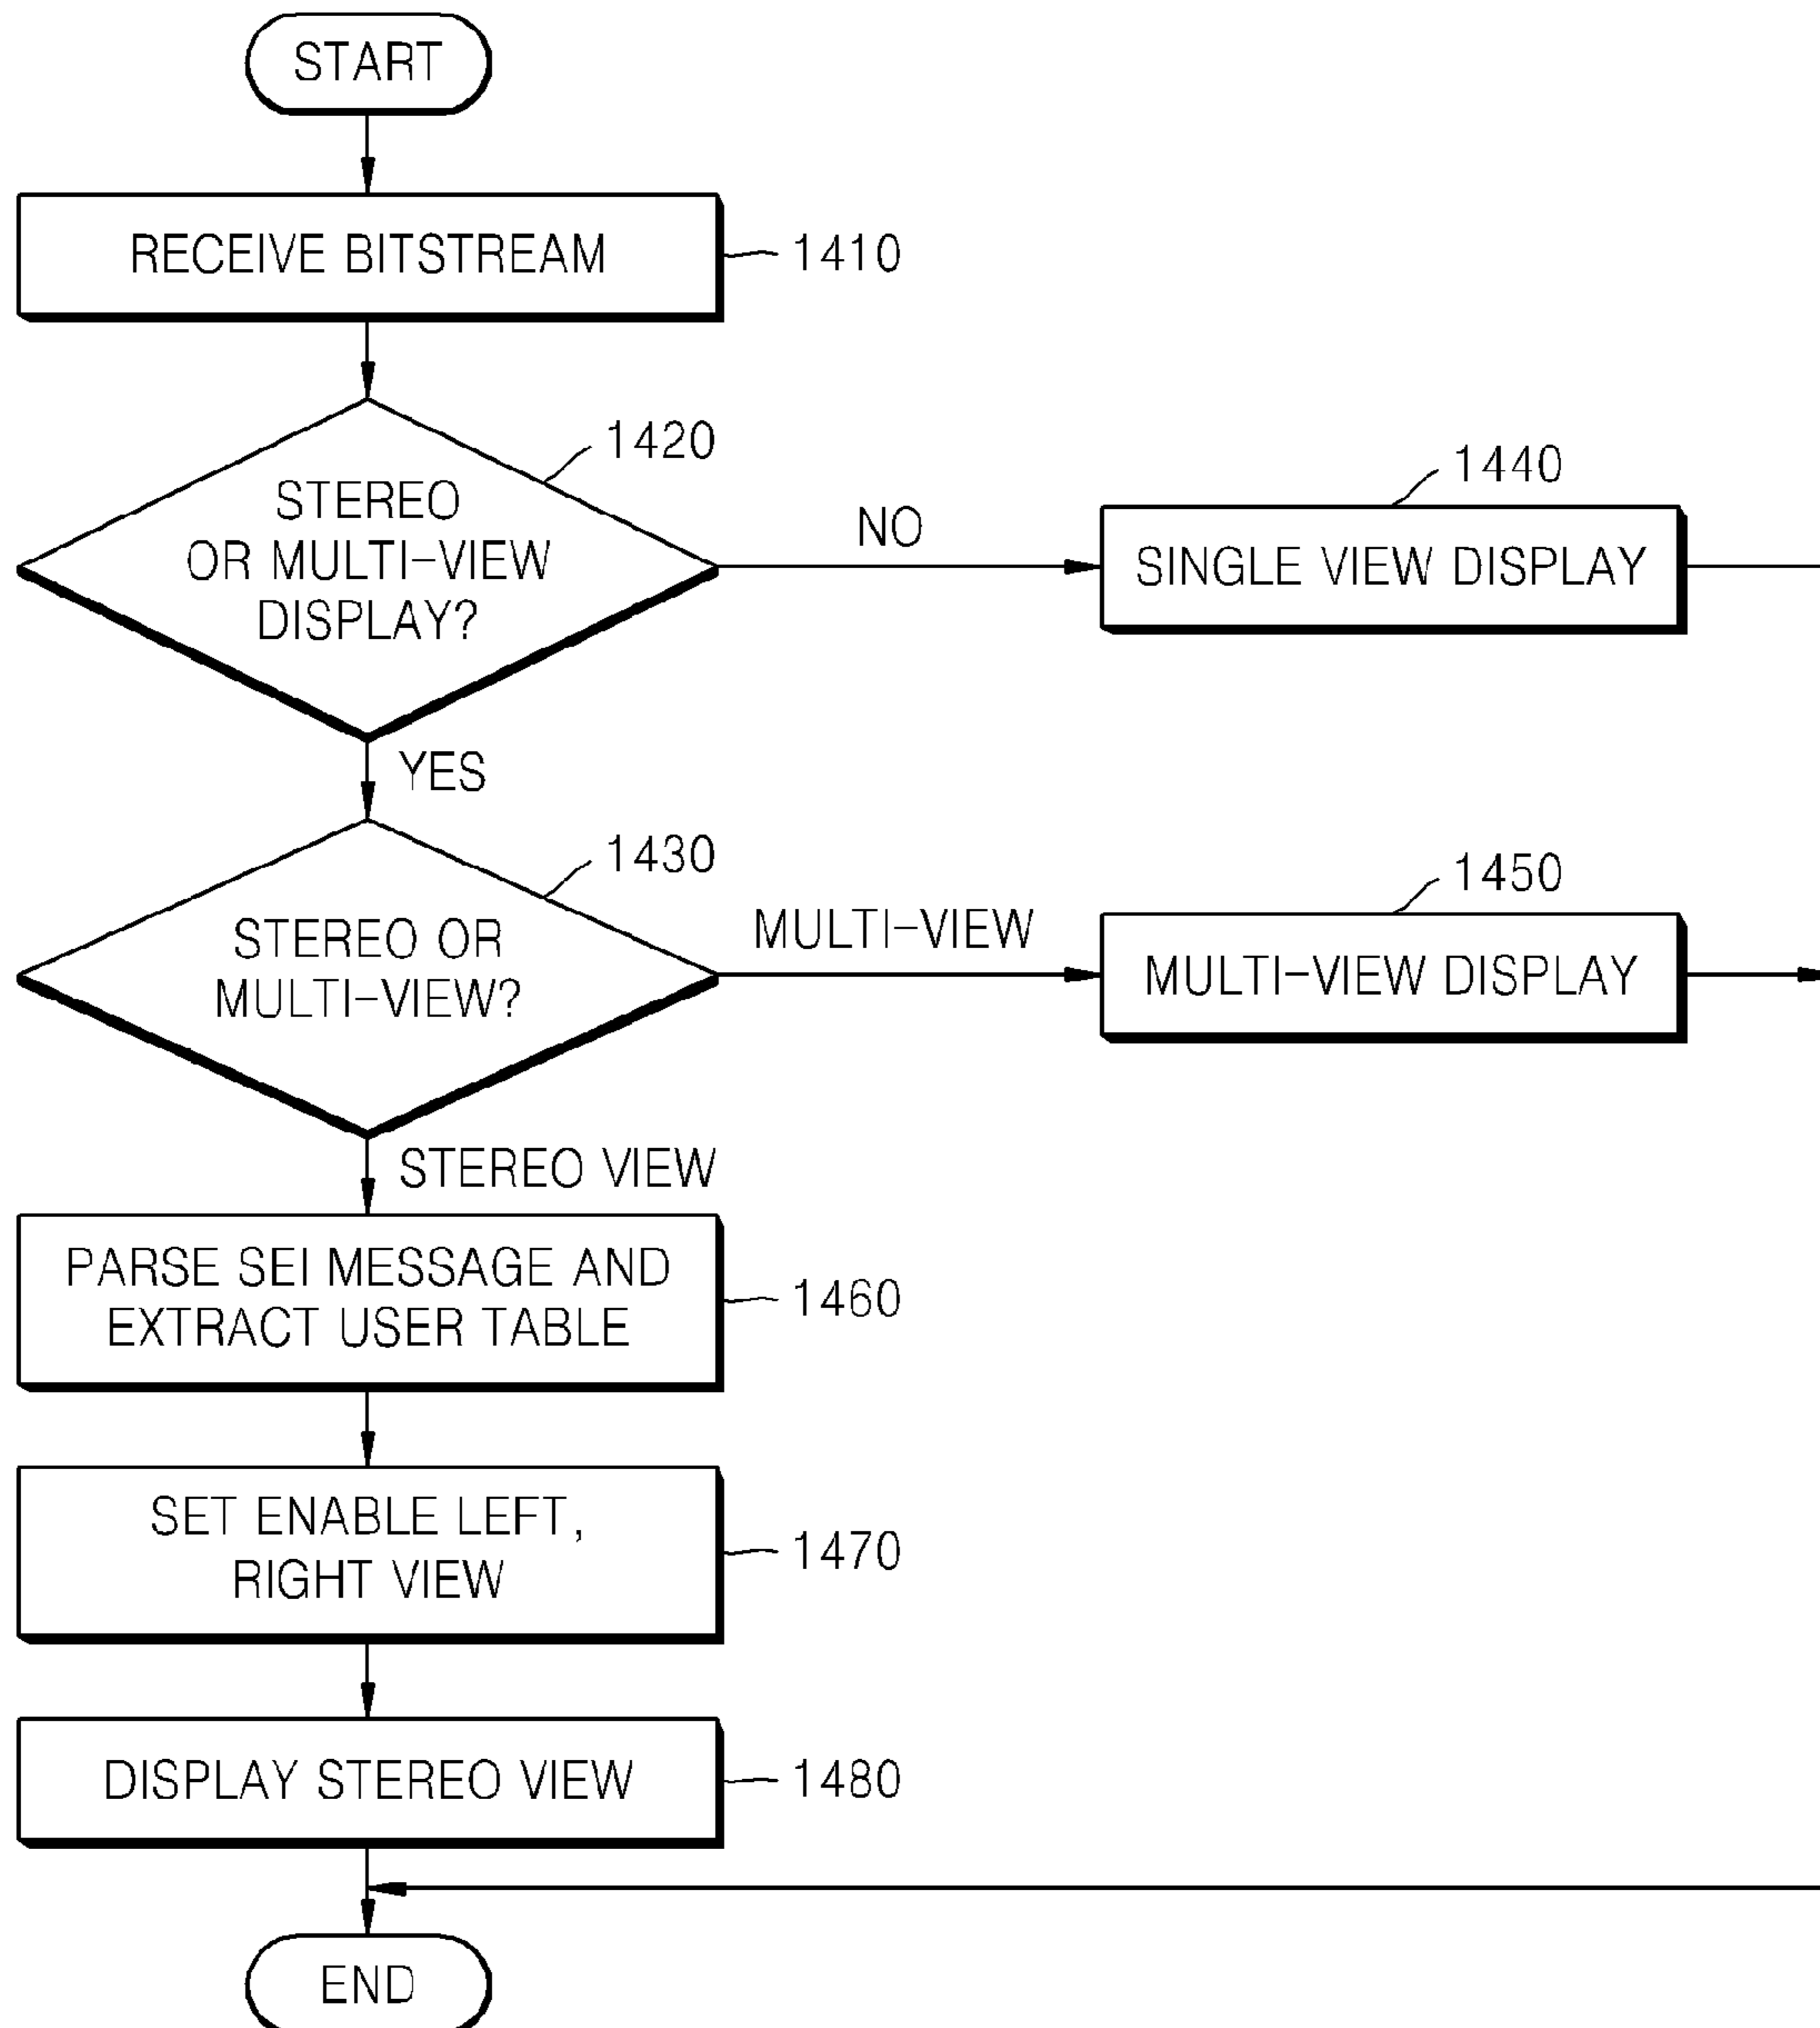 START
RECEIVE BITSTREAM
1410
1420
STEREO
OR MULTI-VIEW
DISPLAY?
NO
1440
SINGLE VIEW DISPLAY
YES
1430
STEREO OR
MULTI-VIEW?
MULTI-VIEW
1450
MULTI-VIEW DISPLAY
STEREO VIEW
PARSE SEI MESSAGE AND
EXTRACT USER TABLE
1460
SET ENABLE LEFT,
RIGHT VIEW
1470
DISPLAY STEREO VIEW
1480
END